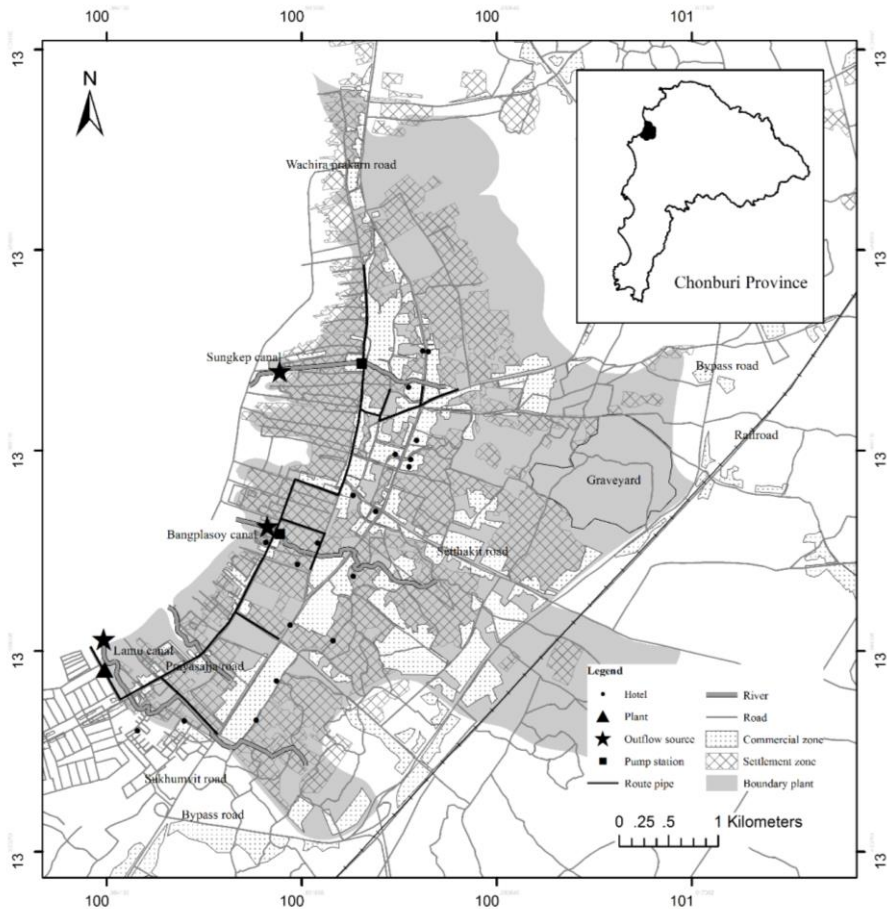 100
100
100
101
13
13
N
Wachira prakarn road
Chonburi Province
13
13
Sungkep canal
Bypass road
Railroad
13
13
Graveyard
Bangplasoy canal
Setthakit road
13
13
Lamu canal
Prayasajja road
Legend
Hotel
Plant
Outflow source
Pump station
Route pipe
River
Road
Commercial zone
Settlement zone
Boundary plant
Sukhumvit road
Bypass road
0 .25 .5 1 Kilometers
13
13
100
100
100
101